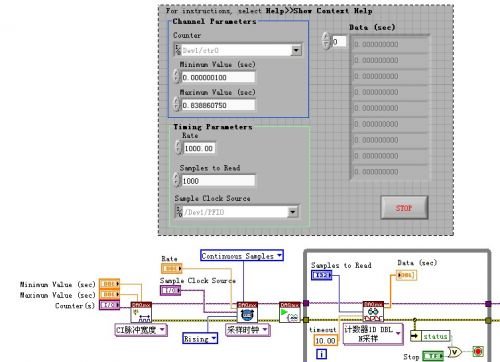 For instructions, select Help>>Show Context Help
Channel Parameters
Counter
Dev1/ctr0
Minimum Value (sec)
0.000000100
Maximum Value (sec)
0.838860750
Timing Parameters
Rate
1000.00
Samples to Read
1000
Sample Clock Source
/Dev1/PFI0
Data (sec)
0
0.000000000
0.000000000
0.000000000
0.000000000
0.000000000
0.000000000
0.000000000
0.000000000
0.000000000
STOP
Rate
Continuous Samples
Sample Clock Source
Minimum Value (sec)
Maximum Value (sec)
Counter(s)
CI脉冲宽度
Rising
采样时钟
Samples to Read
I32
Data (sec)
timeout
10.00
计数器1D DBL
N采样
status
Stop
TF
i